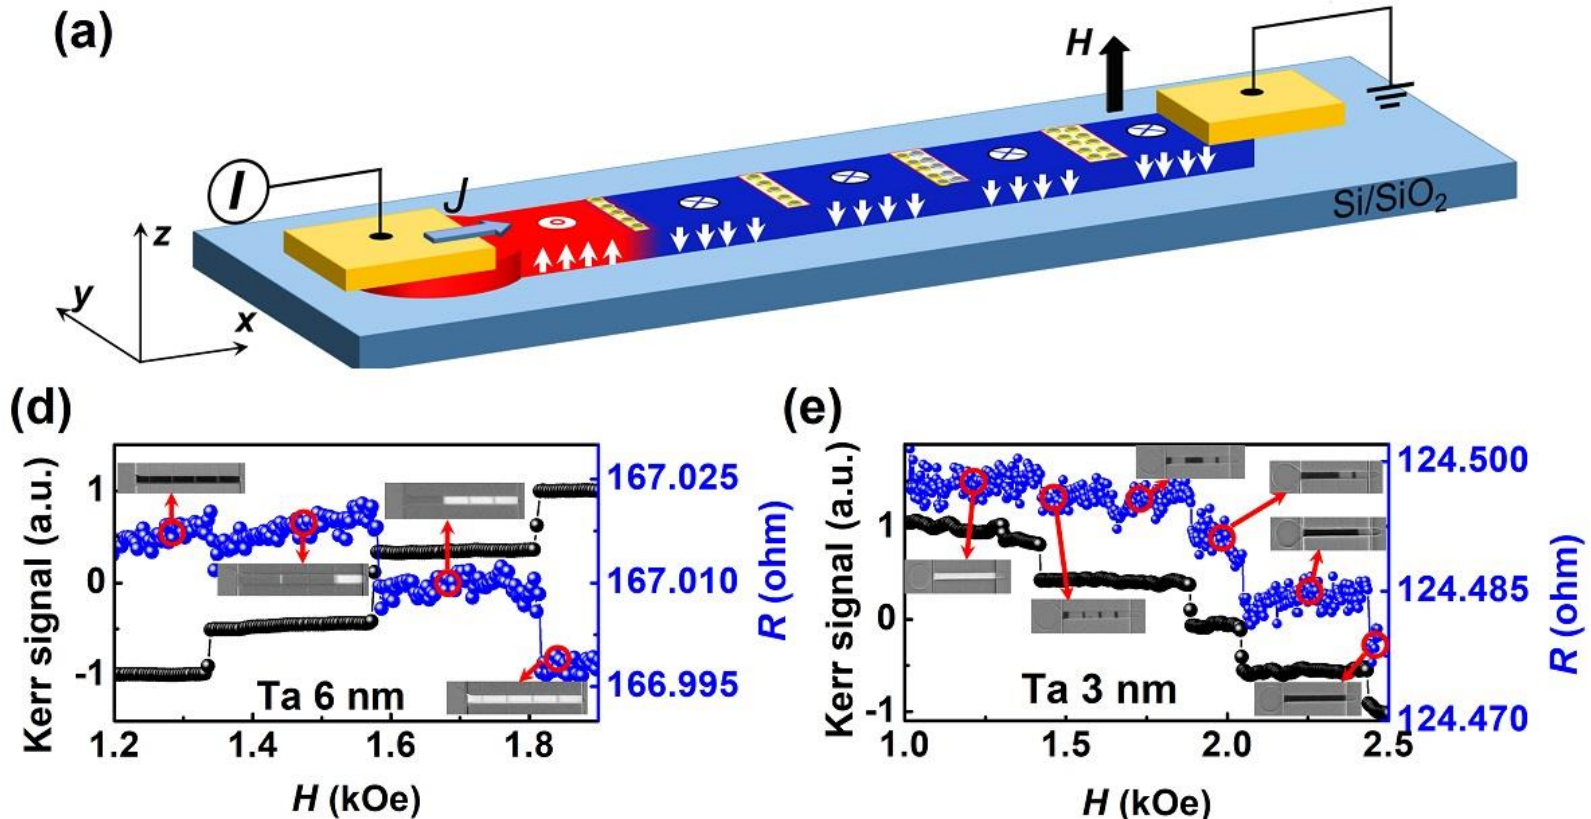 (a)
H
I
J
Si/SiO2
z
y
x
(d)
Kerr signal (a.u.)
1
0
-1
167.025
167.010
166.995
R (ohm)
Ta 6 nm
1.2 1.4 1.6 1.8
H (kOe)
(e)
Kerr signal (a.u.)
1
0
-1
124.500
124.485
124.470
R (ohm)
Ta 3 nm
1.0 1.5 2.0 2.5
H (kOe)